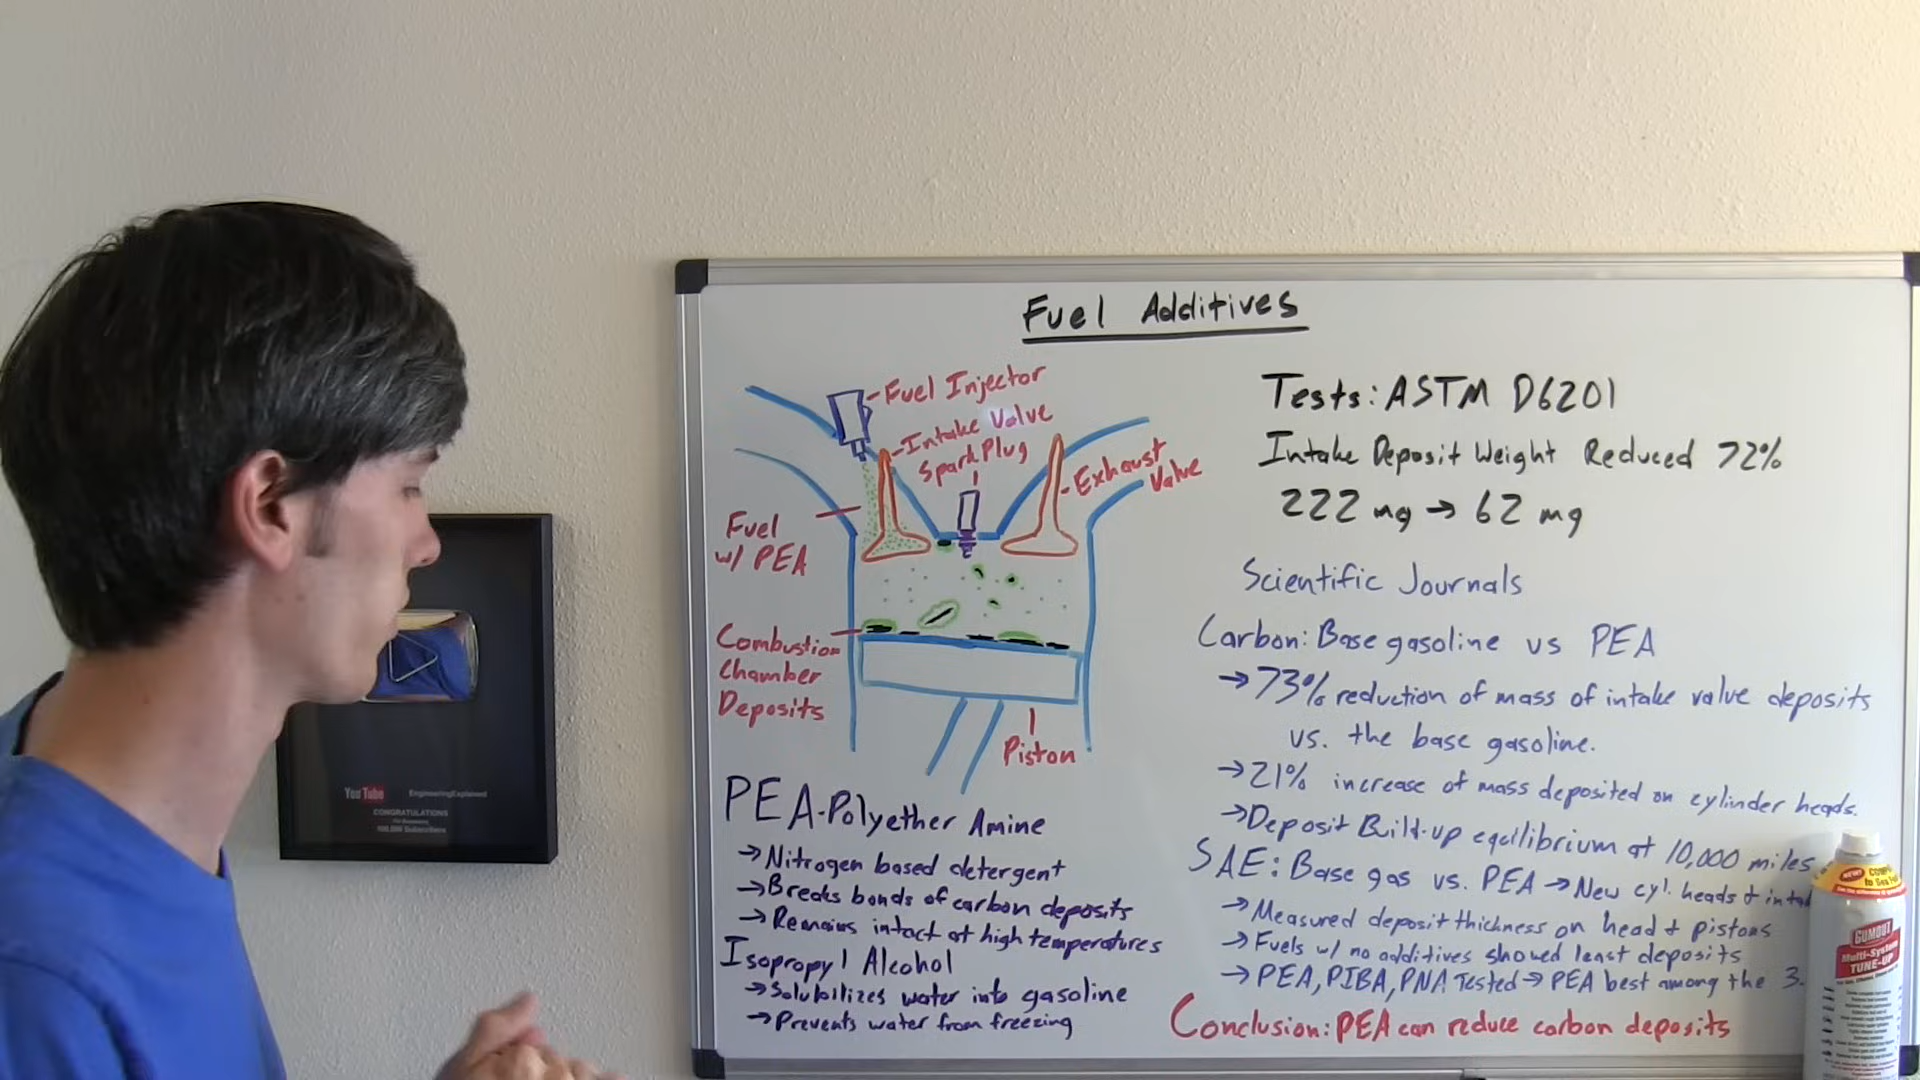 Fuel Additives
Fuel Injector
Intake Valve
Spark Plug
Exhaust
Valve
Fuel
w/ PEA
Combustion
Chamber
Deposits
Piston
PEA-Polyether Amine
→Nitrogen based detergent
→Breaks bonds of carbon deposits
→Remains intact at high temperatures
Isopropyl Alcohol
→Solubilizes water into gasoline
→Prevents water from freezing
Tests: ASTM D6201
Intake Deposit Weight Reduced 72%
222 mg → 62 mg
Scientific Journals
Carbon: Base gasoline vs PEA
→73% reduction of mass of intake valve deposits
vs. the base gasoline.
→21% increase of mass deposited on cylinder heads.
→Deposit Build-up equilibrium at 10,000 miles
SAE: Base gas vs. PEA → New cyl. heads +
→Measured deposit thickness on head + pistons
→Fuels w/ no additives showed least deposits
→PEA, PIBA, PNA Tested → PEA best among the 3.
Conclusion: PEA can reduce carbon deposits
YouTube EngineeringExplained
CONGRATULATIONS
100,000 Subscribers
NEW!
GUMOUT
Multi-System
TUNE-UP